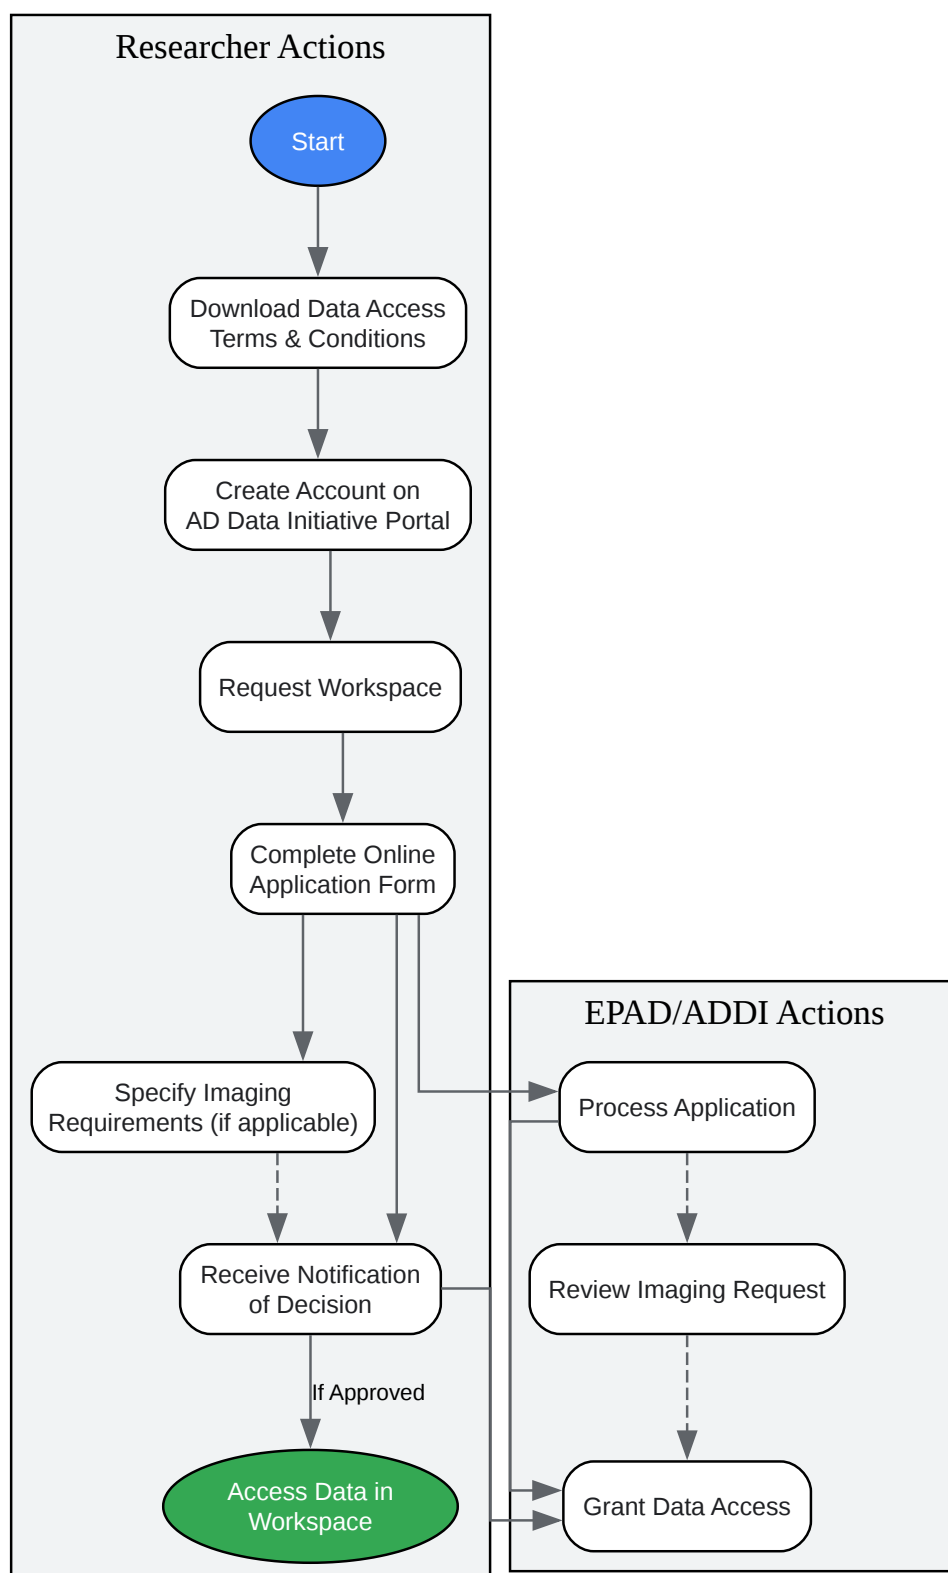 Researcher Actions
Start
Download Data Access
Terms & Conditions
Create Account on
AD Data Initiative Portal
Request Workspace
Complete Online
Application Form
Specify Imaging
Requirements (if applicable)
Receive Notification
of Decision
If Approved
Access Data in
Workspace
EPAD/ADDI Actions
Process Application
Review Imaging Request
Grant Data Access